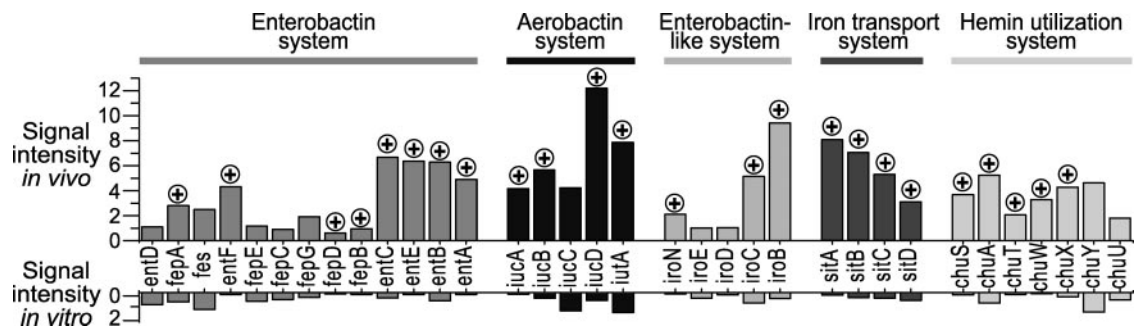 Enterobactin system
Aerobactin system
Enterobactin-like system
Iron transport system
Hemin utilization system
Signal intensity in vivo
12
10
8
6
4
2
0
+ + + + + + + + + + + + + + + + + + + + + + + +
entD fepA fes entF fepE fepC fepG fepD fepB entC entE entB entA
iucA iucB iucC iucD iutA
iroN iroE iroD iroC iroB
sitA sitB sitC sitD
chuS chuA chuT chuW chuX chuY chuU
Signal intensity in vitro
0
2